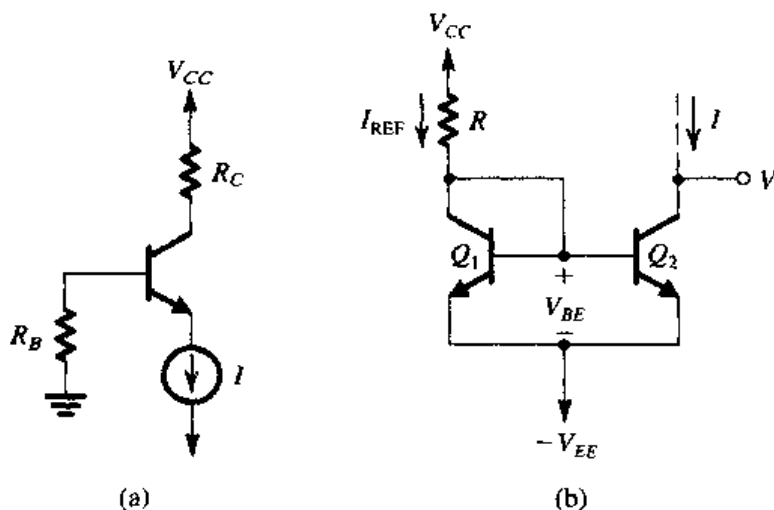 V_CC
R_C
R_B
I
(a)
V_CC
I_REF
R
I
V
Q_1
Q_2
+
V_BE
−
−V_EE
(b)